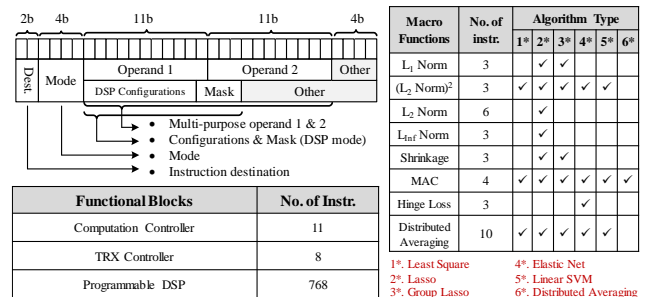 2b 4b 11b 11b 4b
Dest. Mode Operand 1 Operand 2 Other
DSP Configurations Mask Other
• Multi-purpose operand 1 & 2
• Configurations & Mask (DSP mode)
• Mode
• Instruction destination
Functional Blocks No. of Instr.
Computation Controller 11
TRX Controller 8
Programmable DSP 768
Macro Functions No. of instr. Algorithm Type
1* 2* 3* 4* 5* 6*
L1 Norm 3 ✓ ✓
(L2 Norm)2 3 ✓ ✓ ✓ ✓ ✓
L2 Norm 6 ✓
LInf Norm 3 ✓
Shrinkage 3 ✓ ✓
MAC 4 ✓ ✓ ✓ ✓ ✓ ✓
Hinge Loss 3 ✓
Distributed Averaging 10 ✓ ✓ ✓ ✓ ✓
1*. Least Square 4*. Elastic Net
2*. Lasso 5*. Linear SVM
3*. Group Lasso 6*. Distributed Averaging